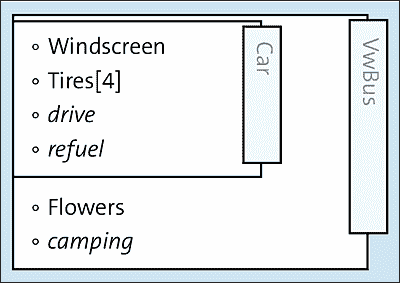 Windscreen
Tires[4]
drive
refuel
Car
Flowers
camping
VwBus